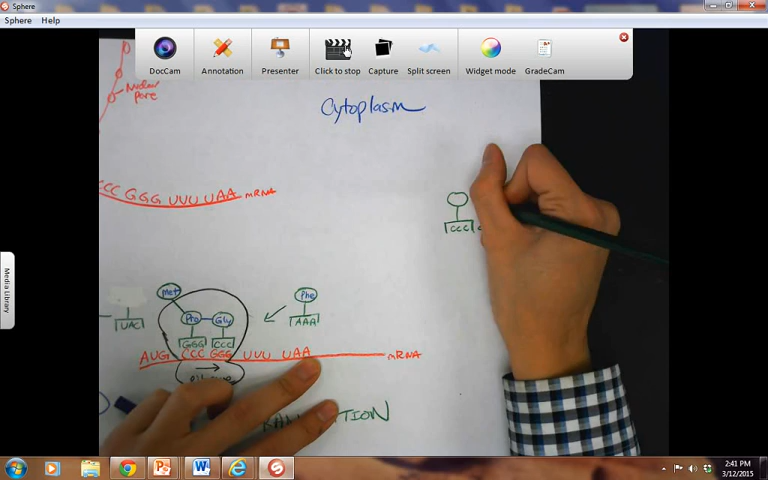 Sphere
Sphere Help
DocCam Annotation Presenter Click to stop Capture Split screen Widget mode GradeCam
Nuclear
Pore
Cytoplasm
CCC GGG UUU UAA mRNA
CCC
Met
Phe
Pro Gly
UAC
AAA
GGG CCC
AUG CCC GGG UUU UAA mRNA
Media Library
2:41 PM
3/12/2015